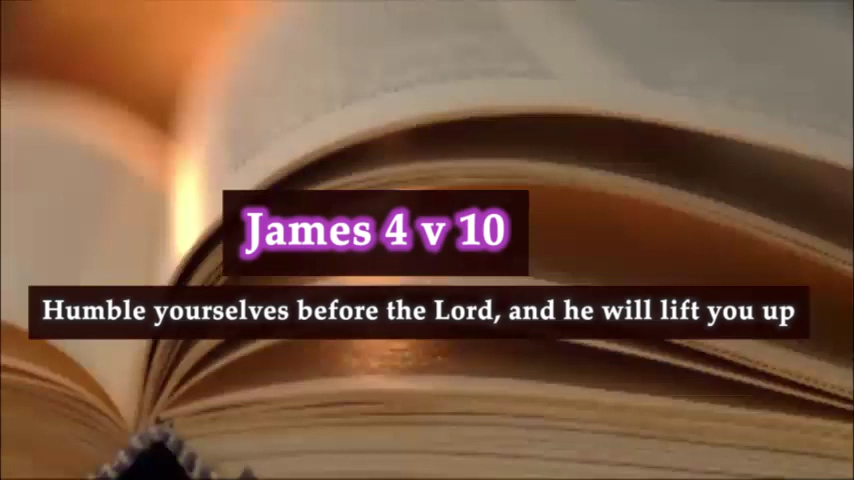 James 4 v 10
Humble yourselves before the Lord, and he will lift you up